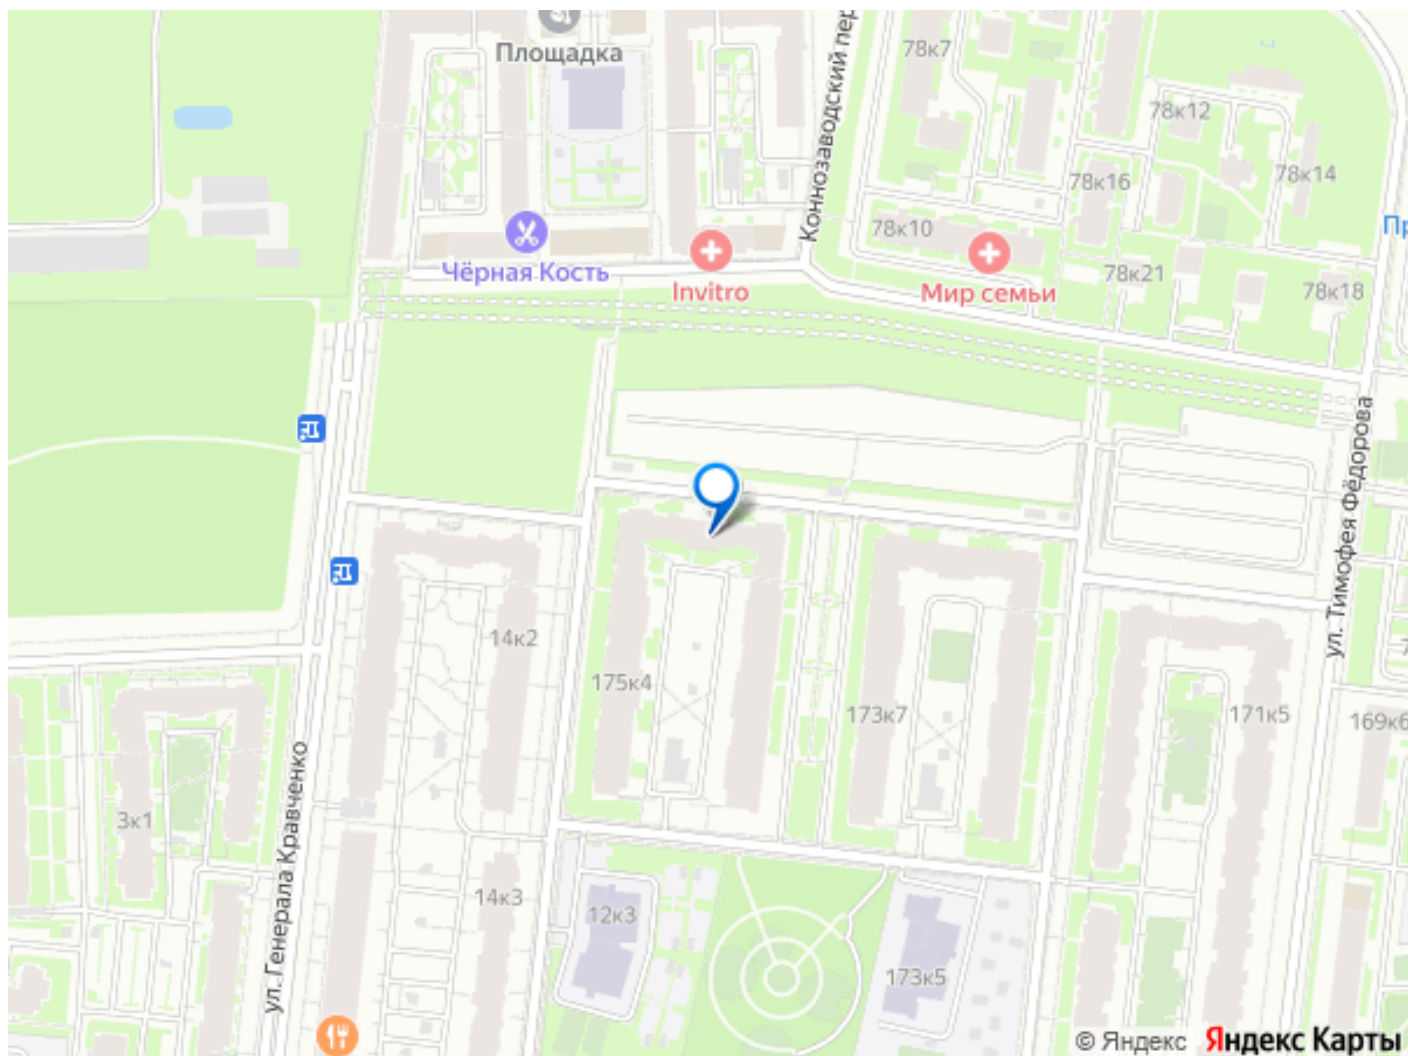 Площадка
Коннозаводский пер
78к7
78к12
78к14
78к16
78к10
Чёрная Кость
Invitro
Мир семьи
78к21
78к18
Пр
ул. Тимофея Фёдорова
14к2
175к4
173к7
171к5
169к6
3к1
ул. Генерала Кравченко
14к3
12к3
173к5
© Яндекс Яндекс Карты